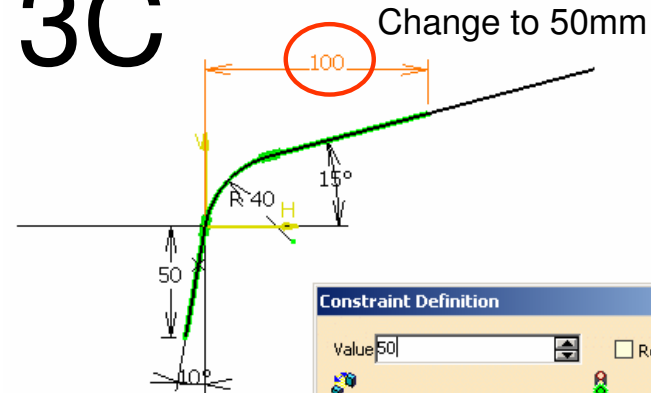 3C
Change to 50mm
100
V
15°
R 40
H
50
10°
Constraint Definition
Value 50